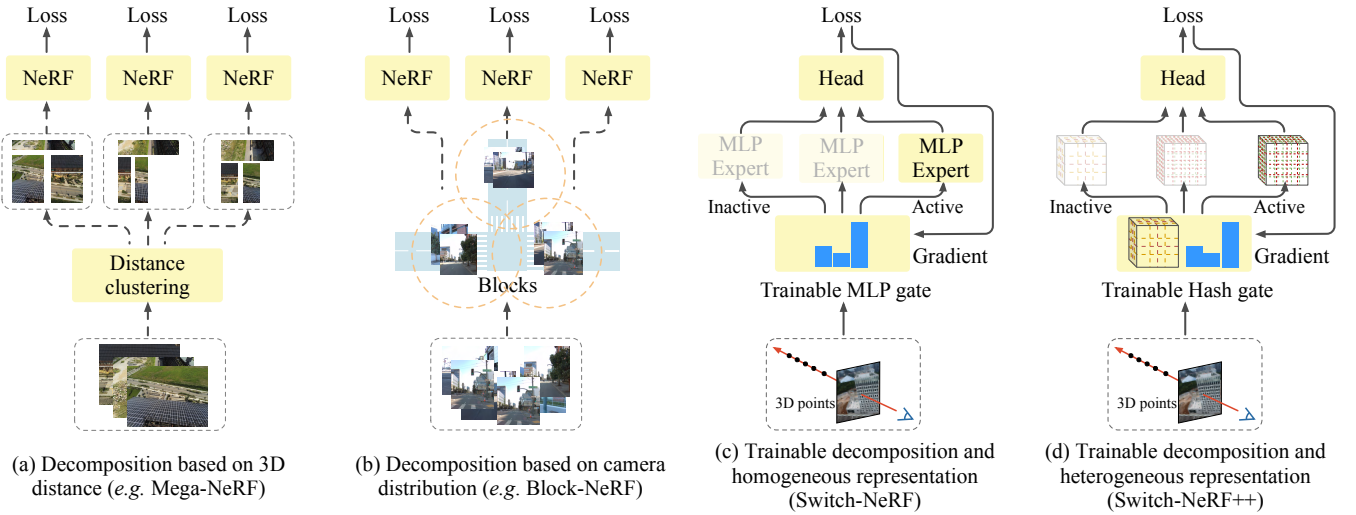 Loss
Loss
Loss
NeRF
NeRF
NeRF
Distance
clustering
(a) Decomposition based on 3D
distance (e.g. Mega-NeRF)
Loss
Loss
Loss
NeRF
NeRF
NeRF
Blocks
(b) Decomposition based on camera
distribution (e.g. Block-NeRF)
Loss
Head
MLP
Expert
MLP
Expert
MLP
Expert
Inactive
Active
Gradient
Trainable MLP gate
3D points
(c) Trainable decomposition and
homogeneous representation
(Switch-NeRF)
Loss
Head
Inactive
Active
Gradient
Trainable Hash gate
3D points
(d) Trainable decomposition and
heterogeneous representation
(Switch-NeRF++)